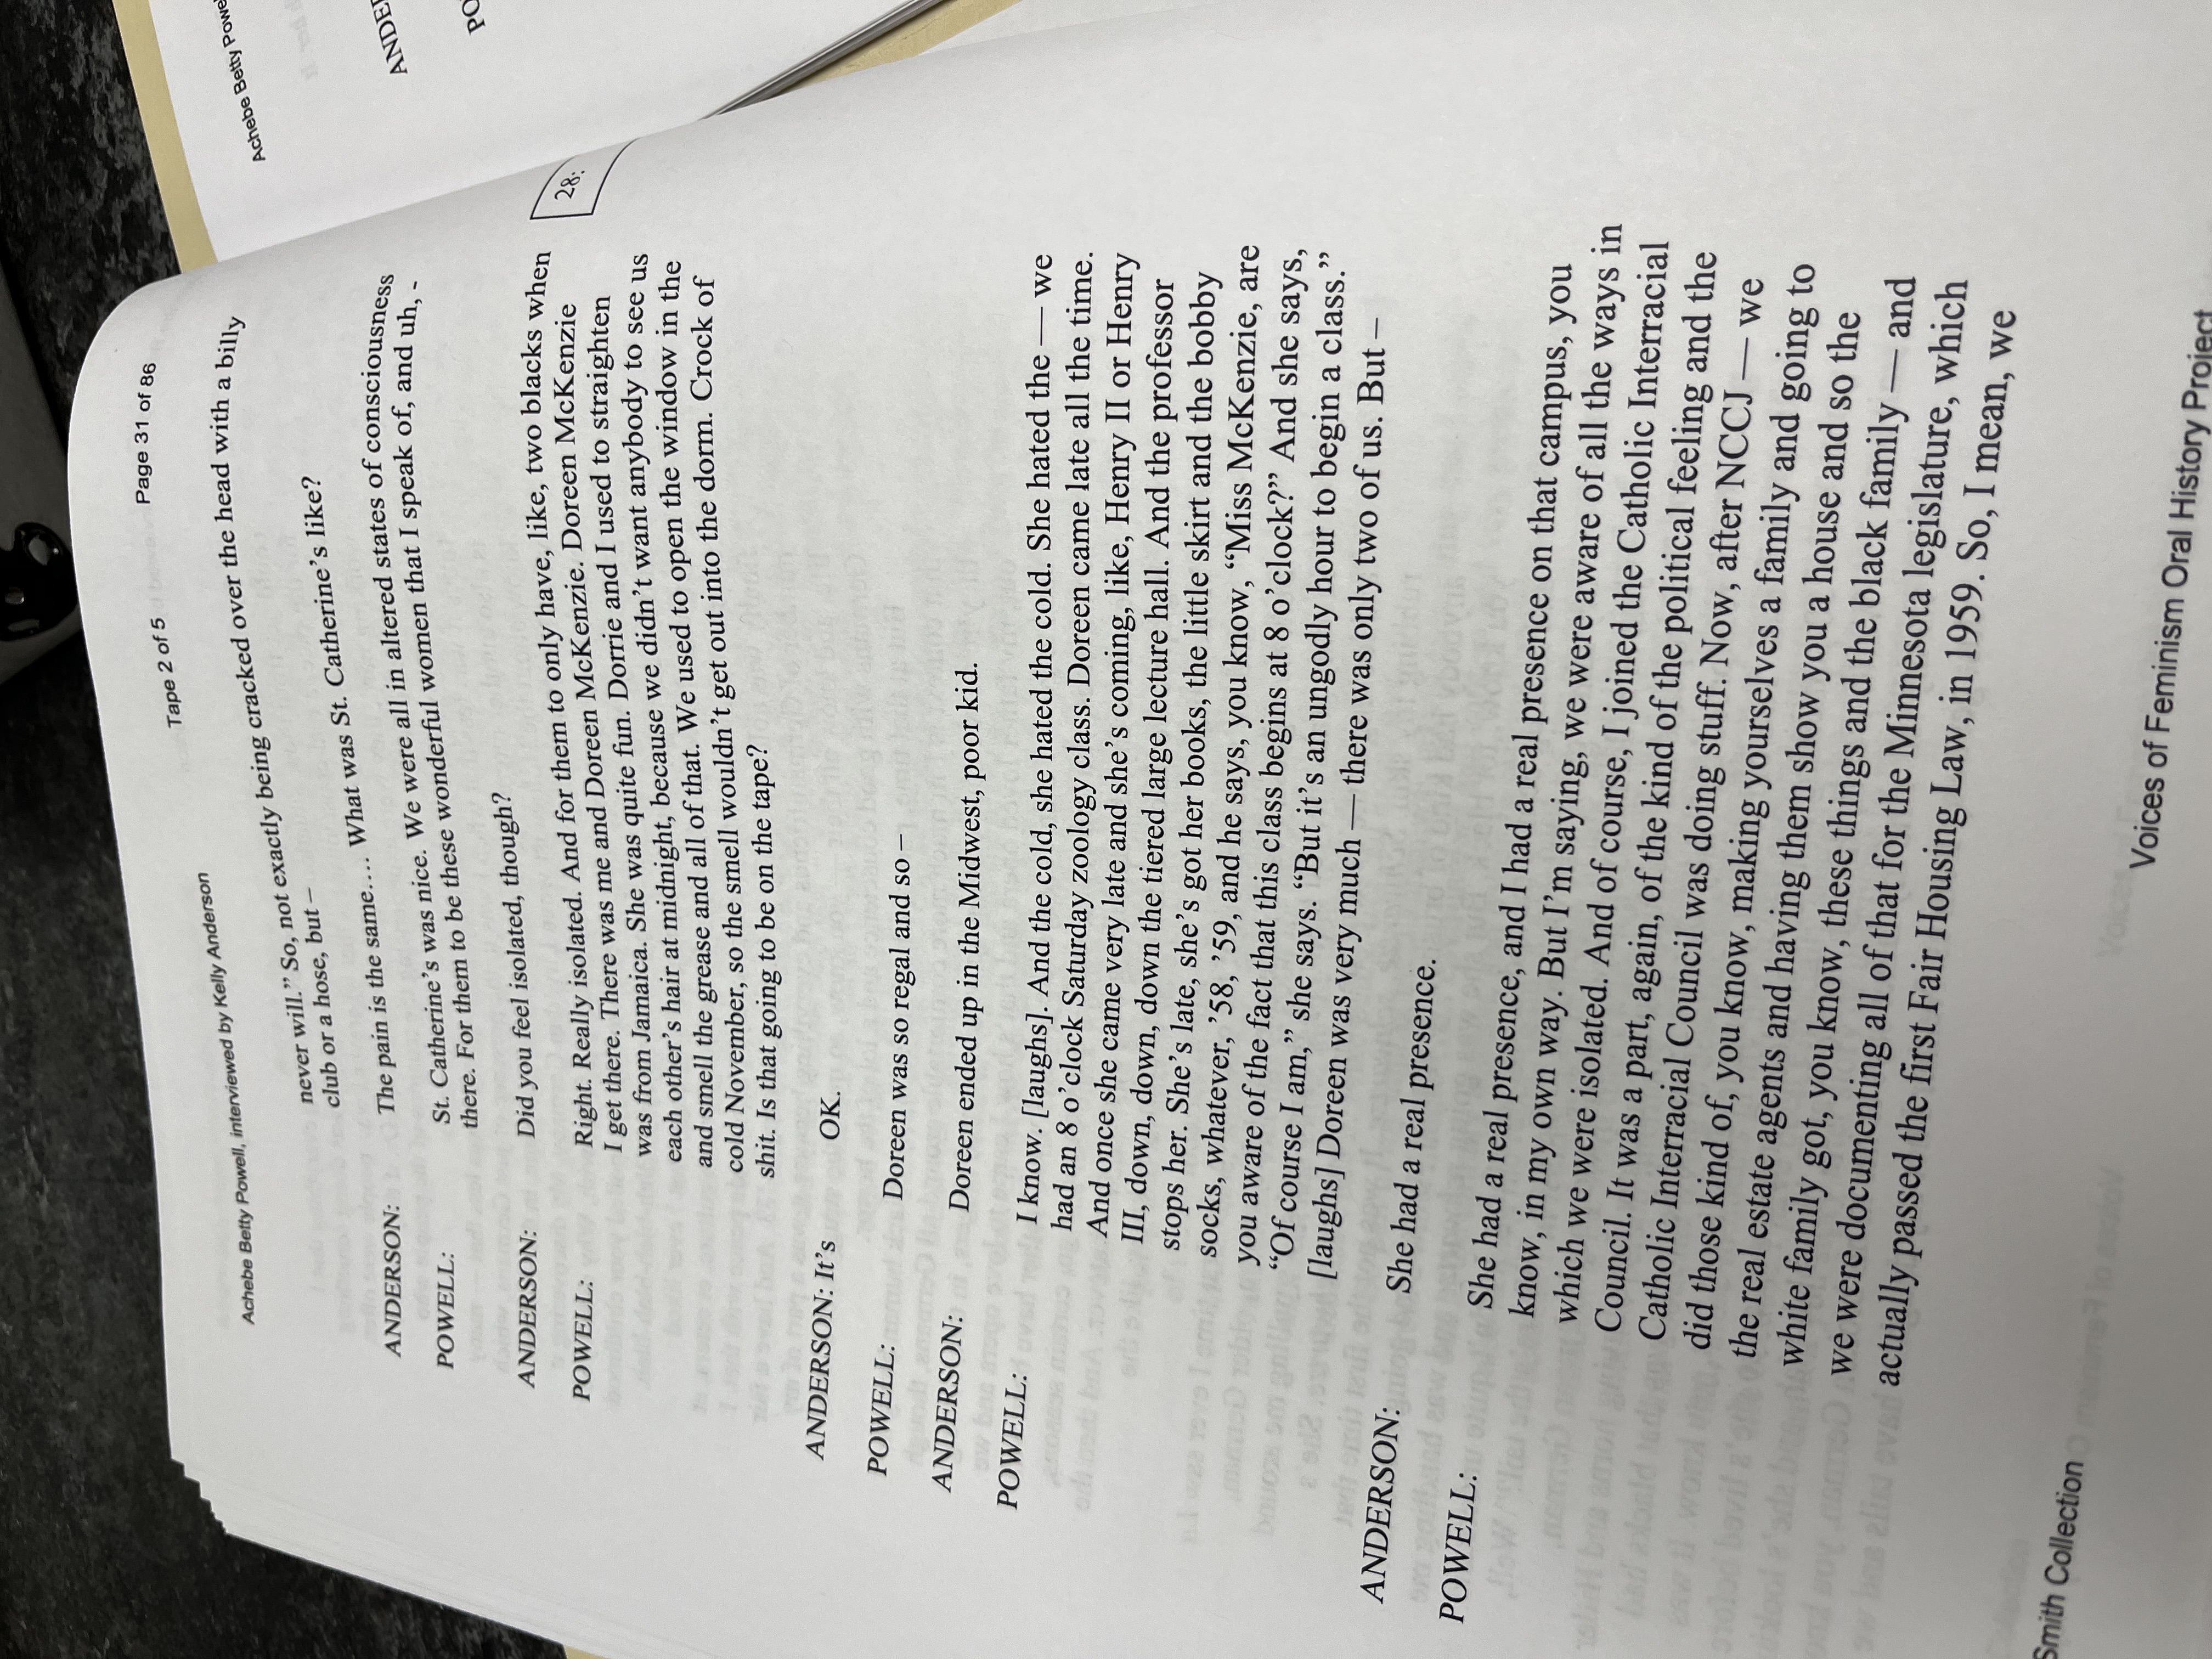 Achebe Betty Powell, interviewed by Kelly Anderson Tape 2 of 5 Page 31 of 86
never will.” So, not exactly being cracked over the head with a billy
club or a hose, but –
ANDERSON: The pain is the same…. What was St. Catherine’s like?
POWELL: St. Catherine’s was nice. We were all in altered states of consciousness
there. For them to be these wonderful women that I speak of, and uh, -
ANDERSON: Did you feel isolated, though?
POWELL: Right. Really isolated. And for them to only have, like, two blacks when
I get there. There was me and Doreen McKenzie. Doreen McKenzie
was from Jamaica. She was quite fun. Dorrie and I used to straighten
each other’s hair at midnight, because we didn’t want anybody to see us
and smell the grease and all of that. We used to open the window in the
cold November, so the smell wouldn’t get out into the dorm. Crock of
shit. Is that going to be on the tape?
28:
ANDERSON: It’s OK.
POWELL: Doreen was so regal and so –
ANDERSON: Doreen ended up in the Midwest, poor kid.
POWELL: I know. [laughs]. And the cold, she hated the cold. She hated the — we
had an 8 o’clock Saturday zoology class. Doreen came late all the time.
And once she came very late and she’s coming, like, Henry II or Henry
III, down, down, down the tiered large lecture hall. And the professor
stops her. She’s late, she’s got her books, the little skirt and the bobby
socks, whatever, ’58, ’59, and he says, you know, “Miss McKenzie, are
you aware of the fact that this class begins at 8 o’clock?” And she says,
“Of course I am,” she says. “But it’s an ungodly hour to begin a class.”
[laughs] Doreen was very much — there was only two of us. But –
ANDERSON: She had a real presence.
POWELL: She had a real presence, and I had a real presence on that campus, you
know, in my own way. But I’m saying, we were aware of all the ways in
which we were isolated. And of course, I joined the Catholic Interracial
Council. It was a part, again, of the kind of the political feeling and the
Catholic Interracial Council was doing stuff. Now, after NCCJ — we
did those kind of, you know, making yourselves a family and going to
the real estate agents and having them show you a house and so the
white family got, you know, these things and the black family — and
we were documenting all of that for the Minnesota legislature, which
actually passed the first Fair Housing Law, in 1959. So, I mean, we
Smith Collection
Voices of Feminism Oral History Project
Achebe Betty Powel
ANDE
PO